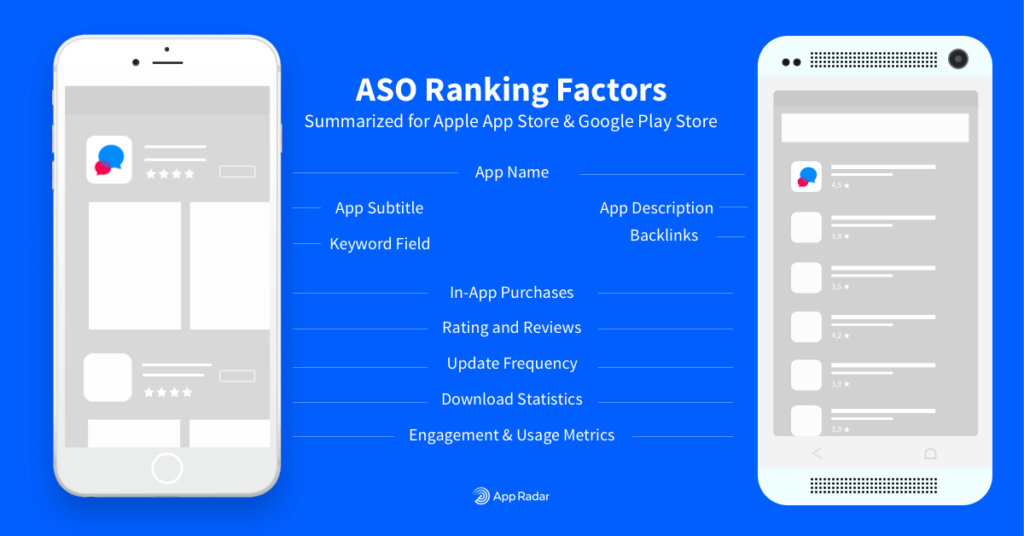 ASO Ranking Factors
Summarized for Apple App Store & Google Play Store
App Name
App Subtitle
App Description
Keyword Field
Backlinks
In-App Purchases
Rating and Reviews
Update Frequency
Download Statistics
Engagement & Usage Metrics
App Radar
4,5 ★
3,8 ★
3,5 ★
4,2 ★
3,9 ★
3,9 ★